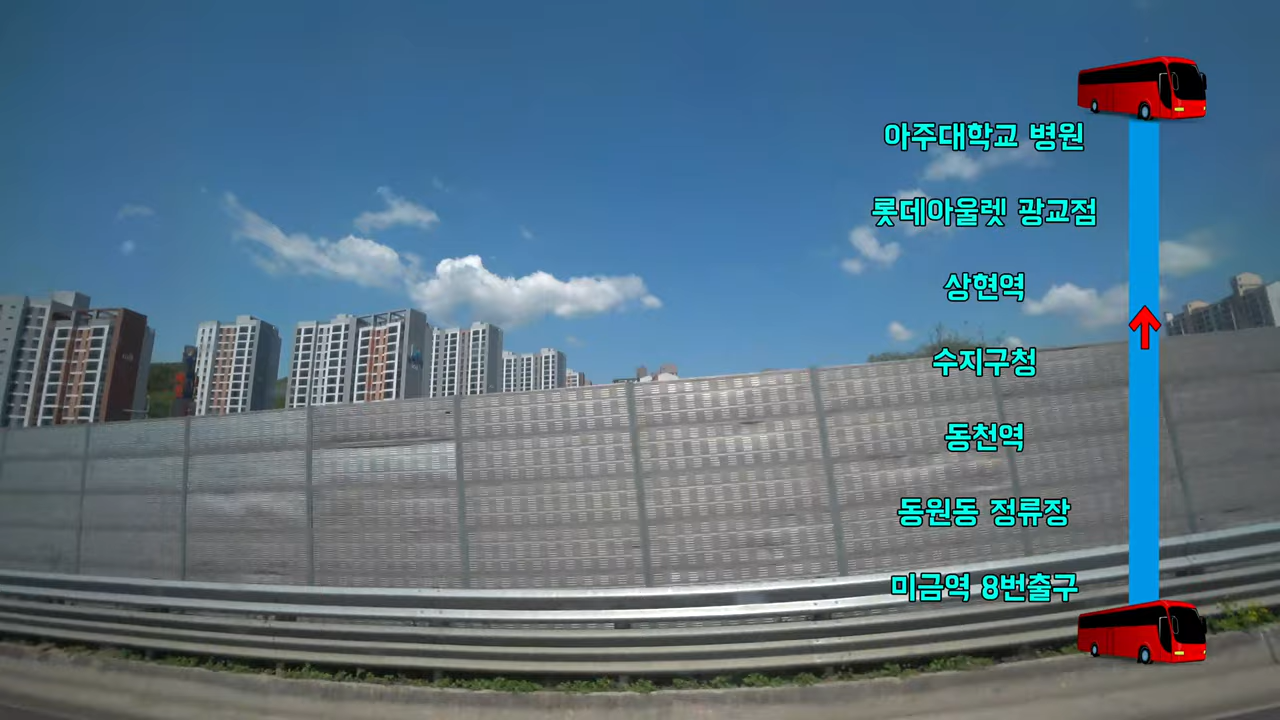 아주대학교 병원
롯데아울렛 광교점
상현역
수지구청
동천역
동원동 정류장
미금역 8번출구